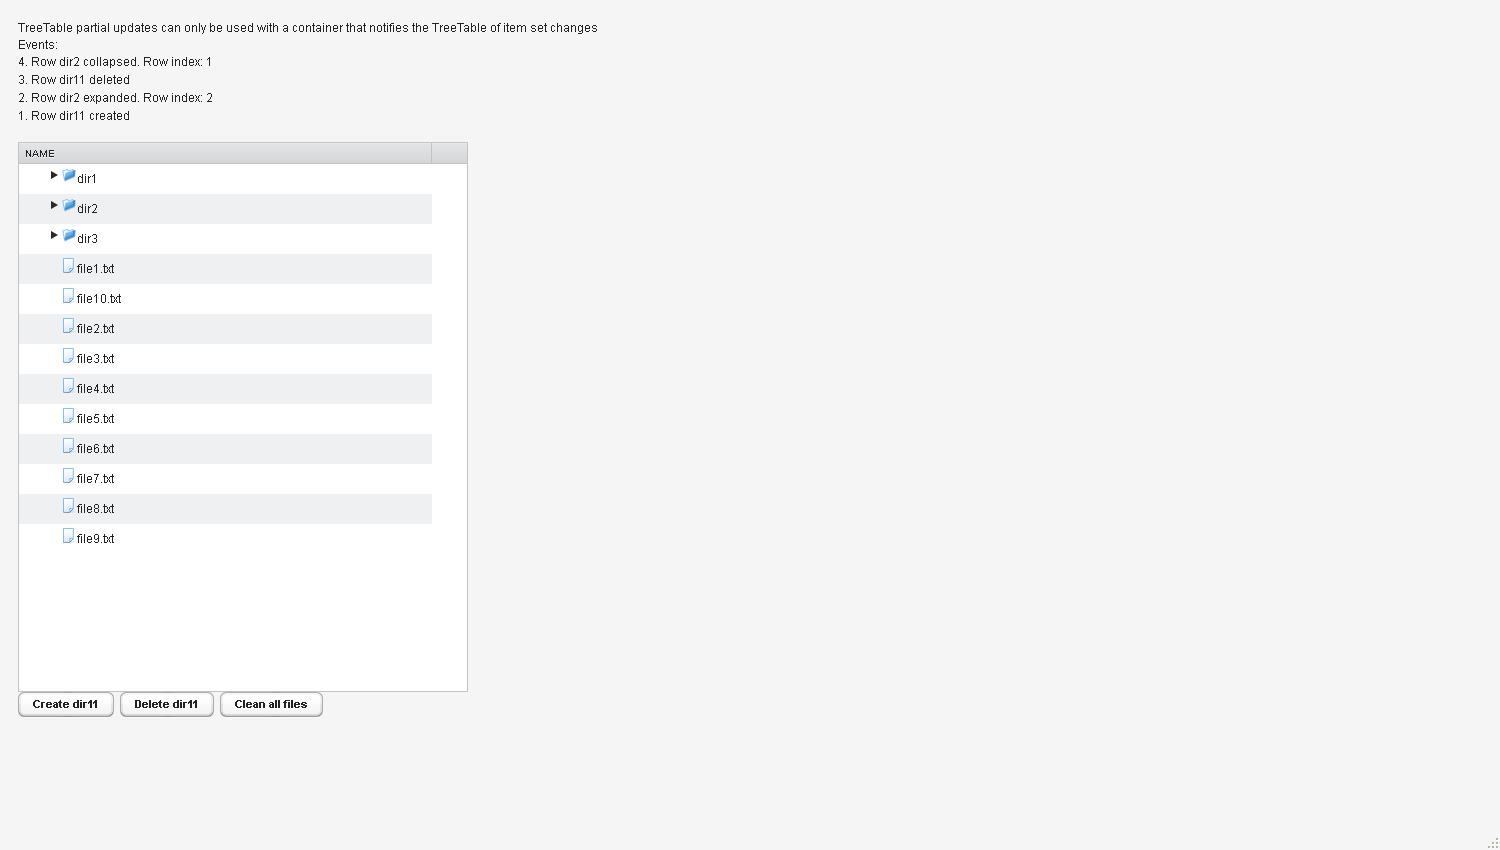 TreeTable partial updates can only be used with a container that notifies the TreeTable of item set changes
Events:
4. Row dir2 collapsed. Row index: 1
3. Row dir11 deleted
2. Row dir2 expanded. Row index: 2
1. Row dir11 created
NAME
dir1
dir2
dir3
file1.txt
file10.txt
file2.txt
file3.txt
file4.txt
file5.txt
file6.txt
file7.txt
file8.txt
file9.txt
Create dir11 Delete dir11 Clean all files